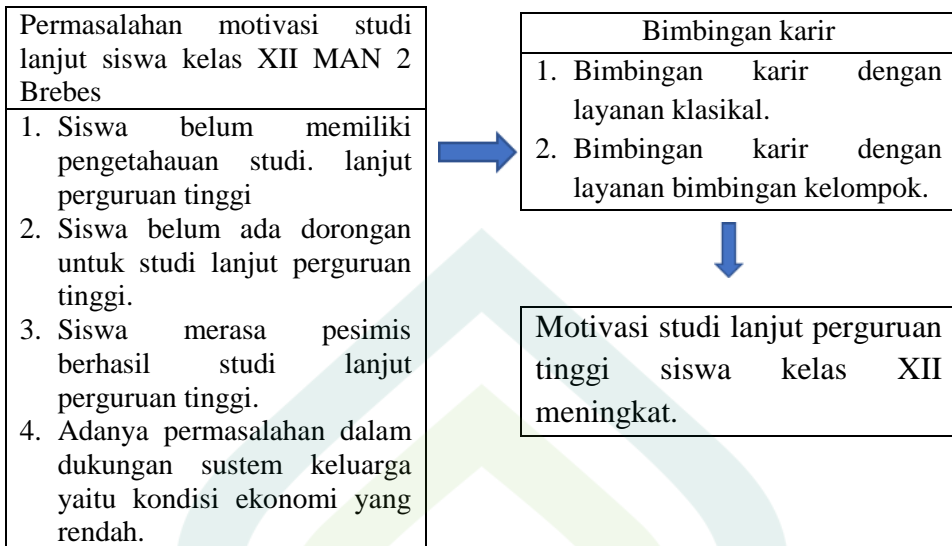 Permasalahan motivasi studi
lanjut siswa kelas XII MAN 2
Brebes
1. Siswa belum memiliki
pengetahauan studi. lanjut
perguruan tinggi
2. Siswa belum ada dorongan
untuk studi lanjut perguruan
tinggi.
3. Siswa merasa pesimis
berhasil studi lanjut
perguruan tinggi.
4. Adanya permasalahan dalam
dukungan sustem keluarga
yaitu kondisi ekonomi yang
rendah.
Bimbingan karir
1. Bimbingan karir dengan
layanan klasikal.
2. Bimbingan karir dengan
layanan bimbingan kelompok.
Motivasi studi lanjut perguruan
tinggi siswa kelas XII
meningkat.